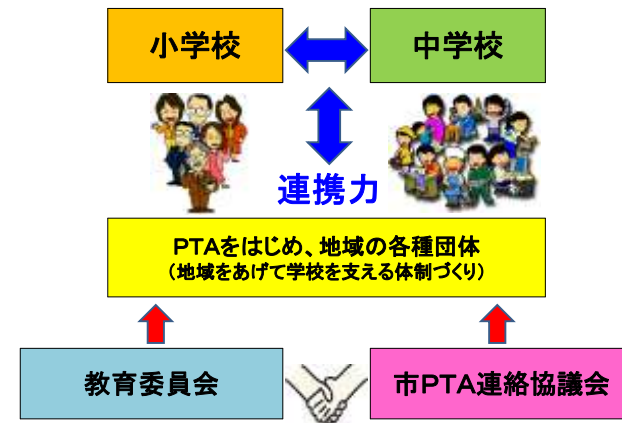 小学校
中学校
連携力
PTAをはじめ、地域の各種団体
（地域をあげて学校を支える体制づくり）
教育委員会
市PTA連絡協議会